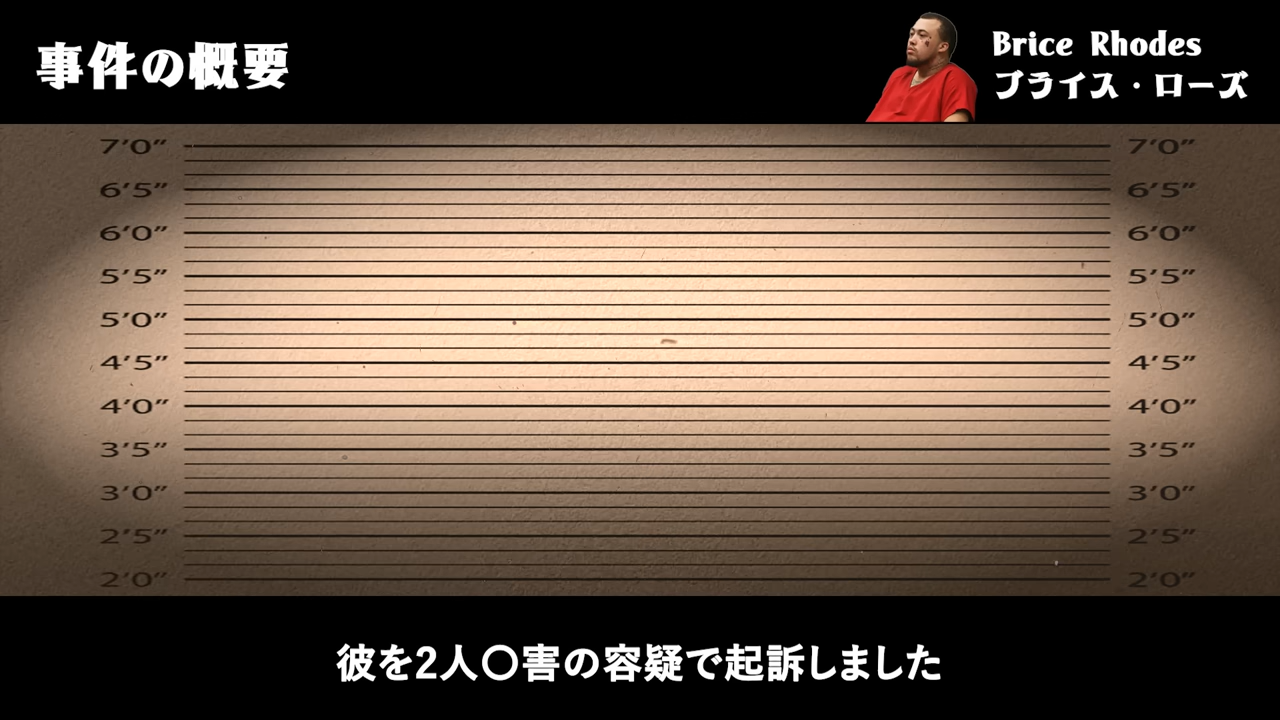 事件の概要
Brice Rhodes
ブライス・ローズ
7'0" 7'0"
6'5" 6'5"
6'0" 6'0"
5'5" 5'5"
5'0" 5'0"
4'5" 4'5"
4'0" 4'0"
3'5" 3'5"
3'0" 3'0"
2'5" 2'5"
2'0" 2'0"
彼を2人〇害の容疑で起訴しました